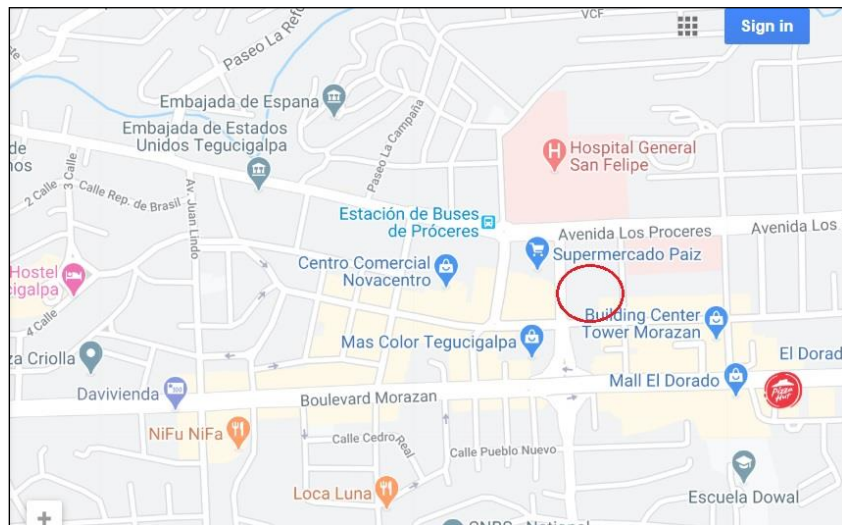 VCF
Sign in
Paseo La
Embajada de Espana
Embajada de Estados
Unidos Tegucigalpa
Paseo La Campaña
Hospital General
San Felipe
de
nos
3 Calle
2 Calle
Calle Rep. de Brasil
Av. Juan Lindo
Estación de Buses
de Próceres
Avenida Los Proceres
Avenida Los
Supermercado Paiz
Centro Comercial
Novacentro
Hostel
cigalpa
4 Calle
Building Center
Tower Morazan
Mas Color Tegucigalpa
za Criolla
El Dorad
Mall El Dorado
Pizza
Hut
Davivienda
Boulevard Morazan
NiFu NiFa
Calle Cedro Real
Calle Pueblo Nuevo
Loca Luna
Escuela Dowal
+